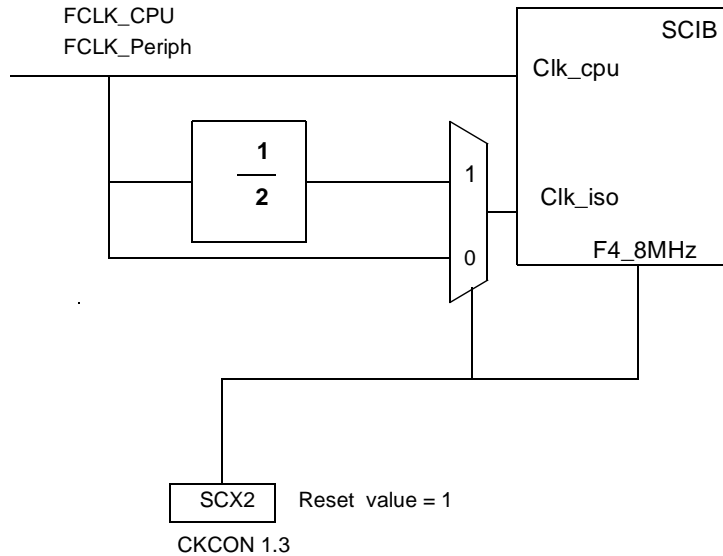 FCLK_CPU
FCLK_Periph
SCIB
Clk_cpu
1
2
1
Clk_iso
0
F4_8MHz
SCX2
Reset value = 1
CKCON 1.3